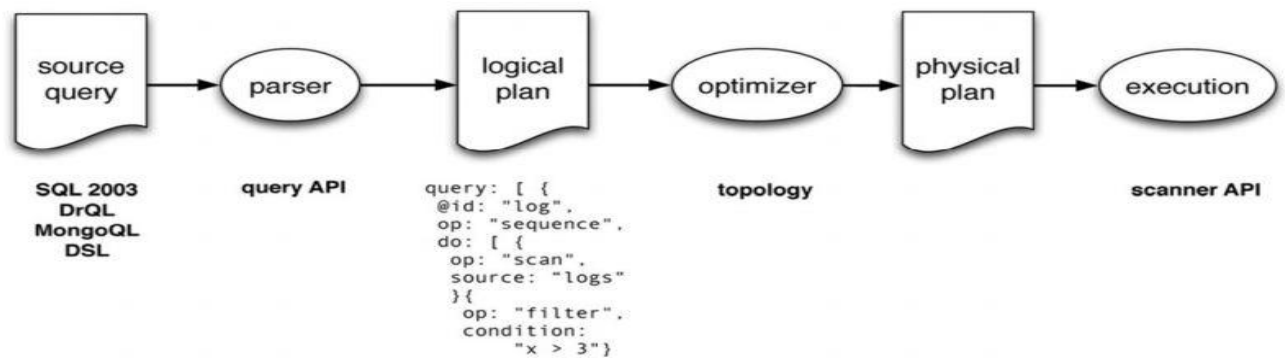 source
query
parser
logical
plan
optimizer
physical
plan
execution
SQL 2003
DrQL
MongoQL
DSL
query API
query: [ {
@id: "log",
op: "sequence",
do: [ {
op: "scan",
source: "logs"
}{
op: "filter",
condition:
"x > 3"}
topology
scanner API